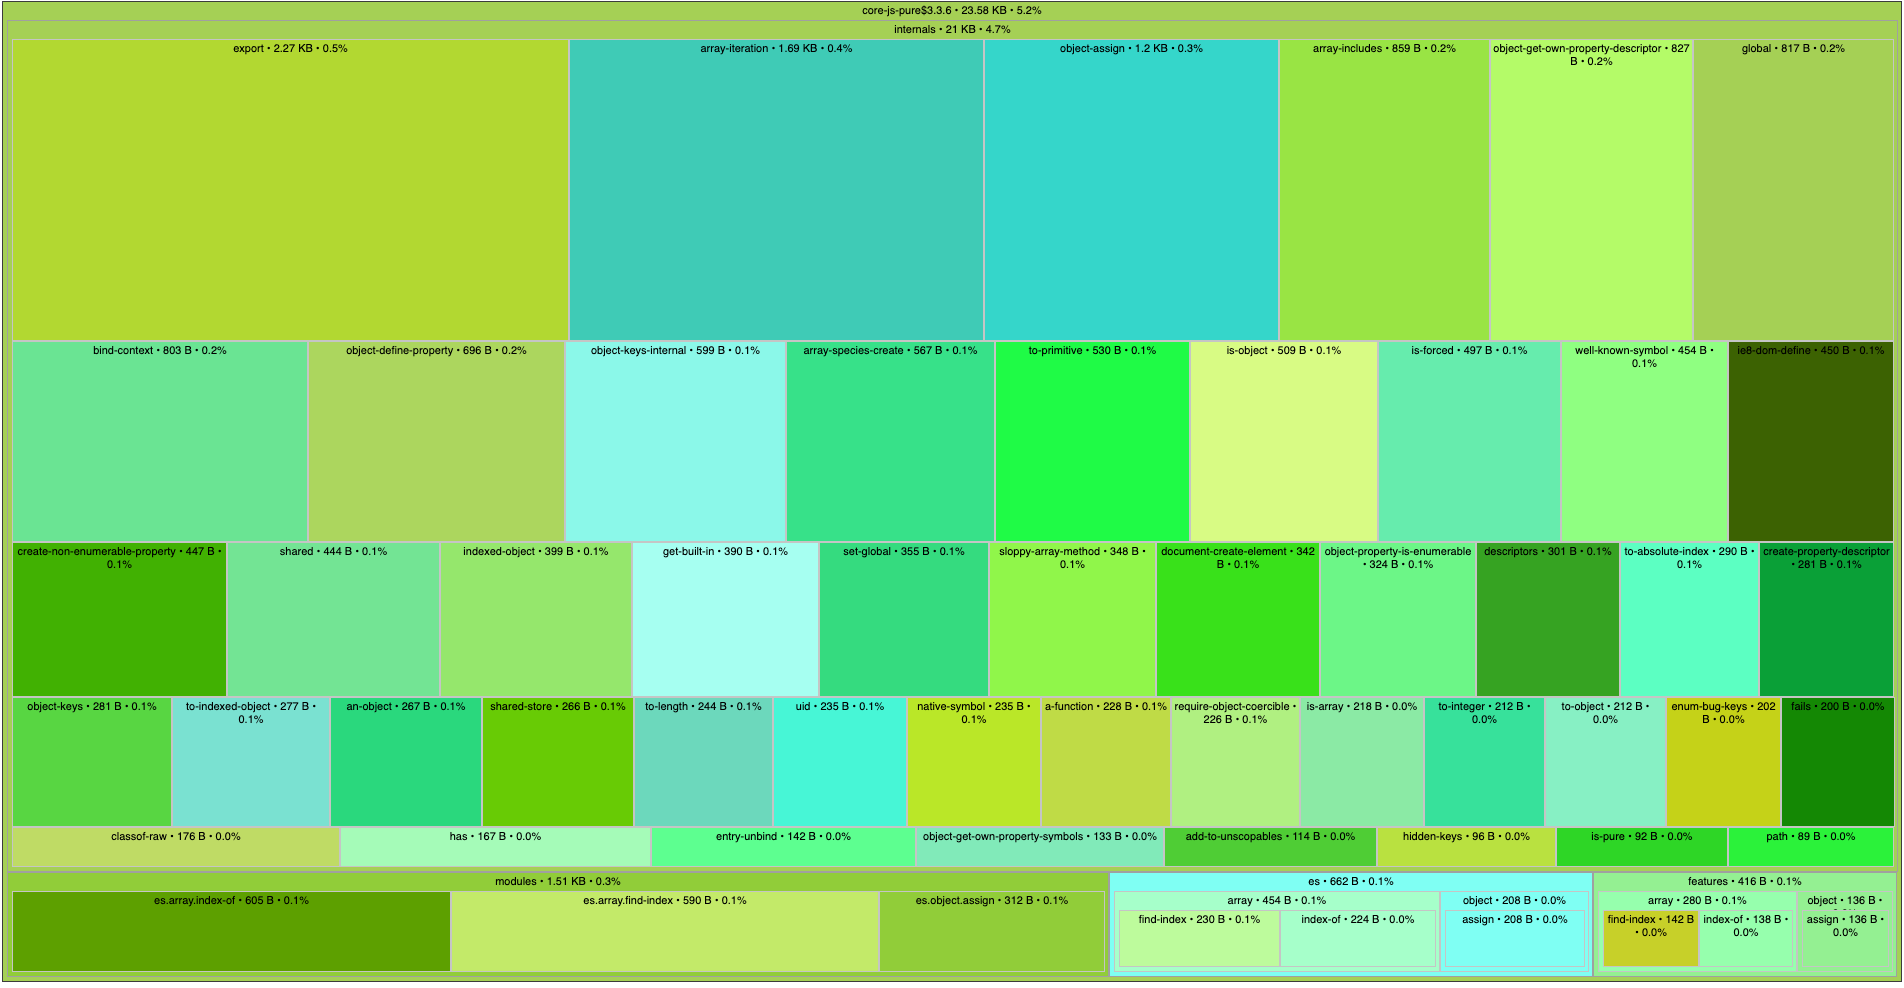 core-js-pure$3.3.6 • 23.58 KB • 5.2%
internals • 21 KB • 4.7%
export • 2.27 KB • 0.5%
array-iteration • 1.69 KB • 0.4%
object-assign • 1.2 KB • 0.3%
array-includes • 859 B • 0.2%
object-get-own-property-descriptor • 827
B • 0.2%
global • 817 B • 0.2%
bind-context • 803 B • 0.2%
object-define-property • 696 B • 0.2%
object-keys-internal • 599 B • 0.1%
array-species-create • 567 B • 0.1%
to-primitive • 530 B • 0.1%
is-object • 509 B • 0.1%
is-forced • 497 B • 0.1%
well-known-symbol • 454 B •
0.1%
ie8-dom-define • 450 B • 0.1%
create-non-enumerable-property • 447 B •
0.1%
shared • 444 B • 0.1%
indexed-object • 399 B • 0.1%
get-built-in • 390 B • 0.1%
set-global • 355 B • 0.1%
sloppy-array-method • 348 B •
0.1%
document-create-element • 342
B • 0.1%
object-property-is-enumerable
• 324 B • 0.1%
descriptors • 301 B • 0.1%
to-absolute-index • 290 B •
0.1%
create-property-descriptor
• 281 B • 0.1%
object-keys • 281 B • 0.1%
to-indexed-object • 277 B •
0.1%
an-object • 267 B • 0.1%
shared-store • 266 B • 0.1%
to-length • 244 B • 0.1%
uid • 235 B • 0.1%
native-symbol • 235 B •
0.1%
a-function • 228 B • 0.1%
require-object-coercible •
226 B • 0.1%
is-array • 218 B • 0.0%
to-integer • 212 B •
0.0%
to-object • 212 B •
0.0%
enum-bug-keys • 202
B • 0.0%
fails • 200 B • 0.0%
classof-raw • 176 B • 0.0%
has • 167 B • 0.0%
entry-unbind • 142 B • 0.0%
object-get-own-property-symbols • 133 B • 0.0%
add-to-unscopables • 114 B • 0.0%
hidden-keys • 96 B • 0.0%
is-pure • 92 B • 0.0%
path • 89 B • 0.0%
modules • 1.51 KB • 0.3%
es.array.index-of • 605 B • 0.1%
es.array.find-index • 590 B • 0.1%
es.object.assign • 312 B • 0.1%
es • 662 B • 0.1%
array • 454 B • 0.1%
find-index • 230 B • 0.1%
index-of • 224 B • 0.0%
object • 208 B • 0.0%
assign • 208 B • 0.0%
features • 416 B • 0.1%
array • 280 B • 0.1%
find-index • 142 B
• 0.0%
index-of • 138 B •
0.0%
object • 136 B •
assign • 136 B •
0.0%